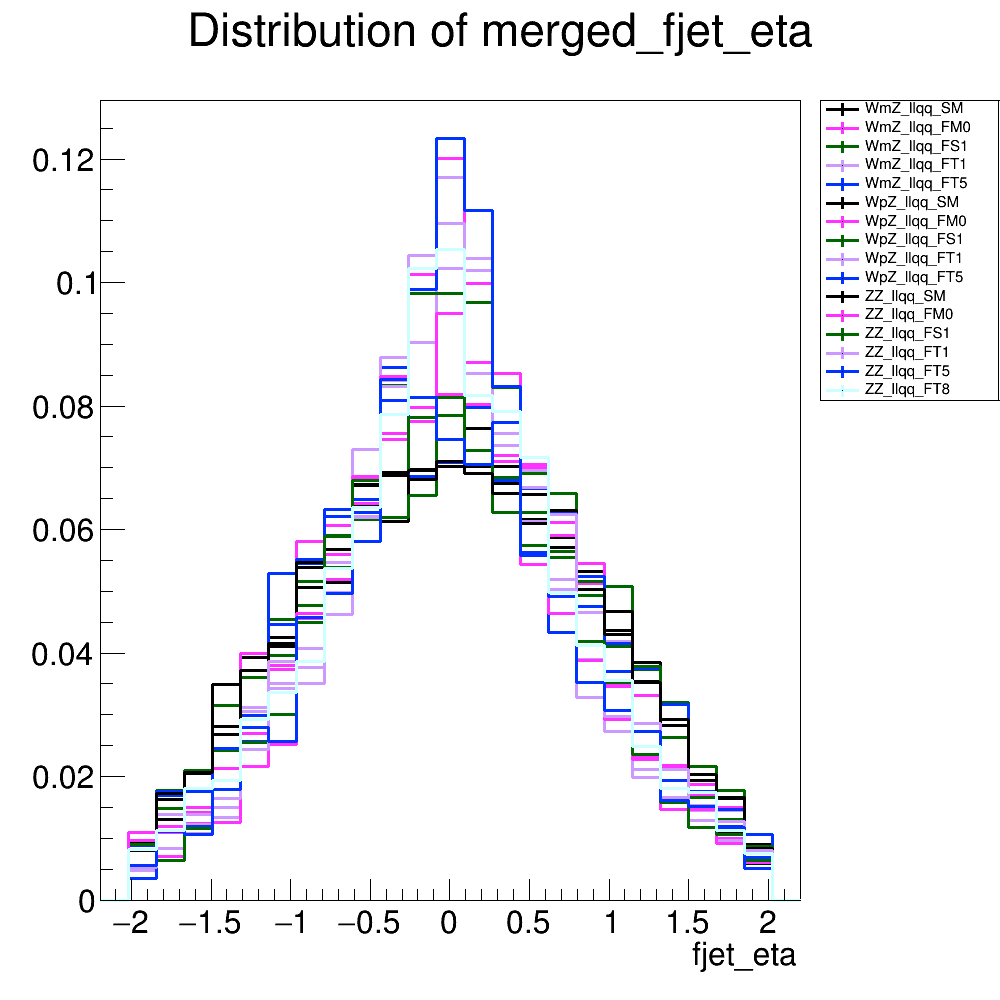 Distribution of merged_fjet_eta
WmZ_llqq_SM
WmZ_llqq_FM0
WmZ_llqq_FS1
WmZ_llqq_FT1
WmZ_llqq_FT5
WpZ_llqq_SM
WpZ_llqq_FM0
WpZ_llqq_FS1
WpZ_llqq_FT1
WpZ_llqq_FT5
ZZ_llqq_SM
ZZ_llqq_FM0
ZZ_llqq_FS1
ZZ_llqq_FT1
ZZ_llqq_FT5
ZZ_llqq_FT8
0.12
0.1
0.08
0.06
0.04
0.02
0
−2 −1.5 −1 −0.5 0 0.5 1 1.5 2
fjet_eta